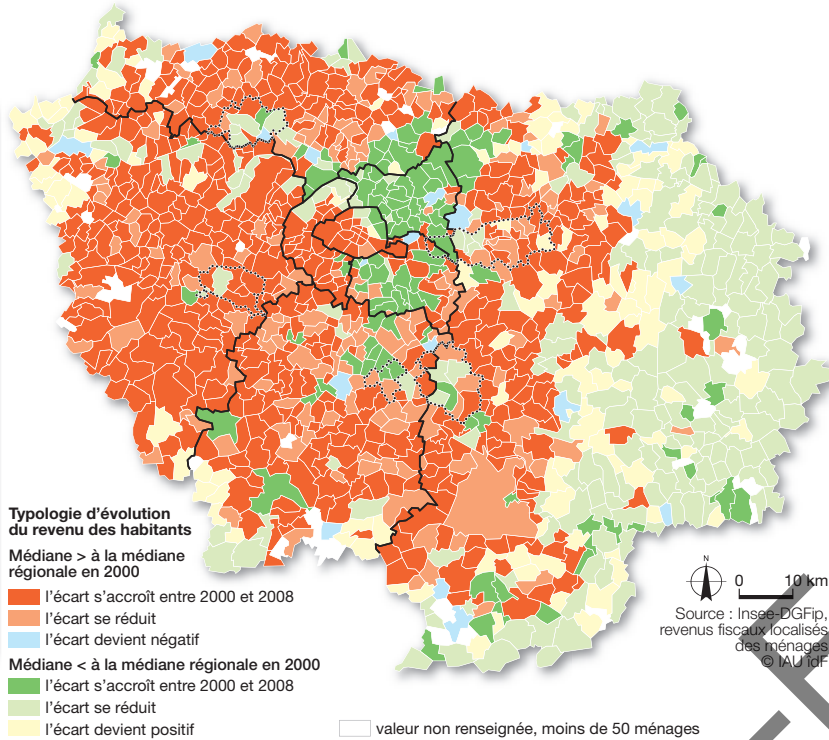 Typologie d'évolution
du revenu des habitants
Médiane > à la médiane
régionale en 2000
l'écart s'accroît entre 2000 et 2008
l'écart se réduit
l'écart devient négatif
Médiane < à la médiane régionale en 2000
l'écart s'accroît entre 2000 et 2008
l'écart se réduit
l'écart devient positif
valeur non renseignée, moins de 50 ménages
N
0 10 km
Source : Insee-DGFip,
revenus fiscaux localisés
des ménages
© IAU îdF